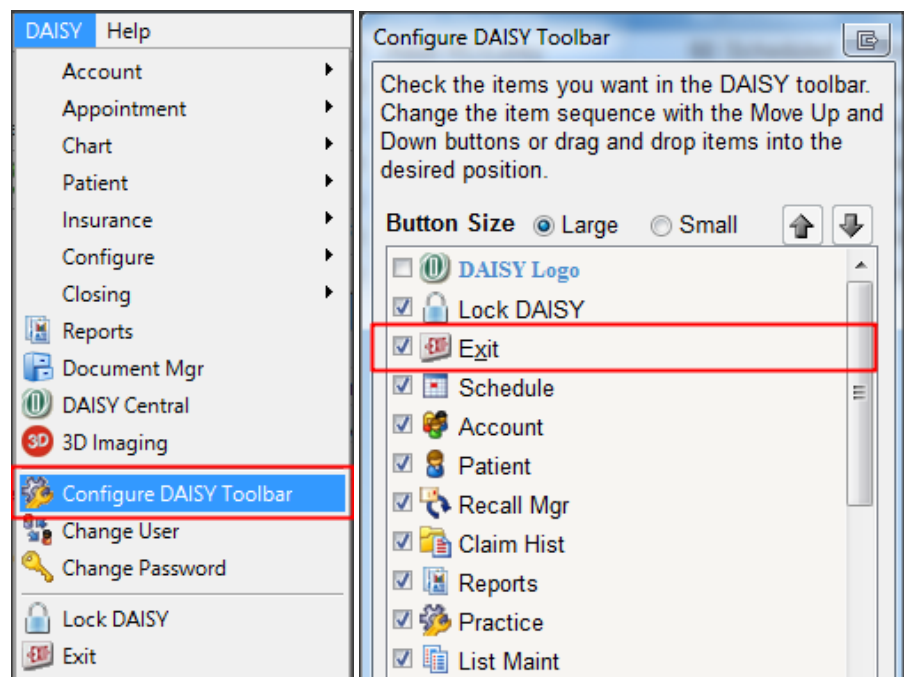 DAISY Help
Account
Appointment
Chart
Patient
Insurance
Configure
Closing
Reports
Document Mgr
DAISY Central
3D 3D Imaging
Configure DAISY Toolbar
Change User
Change Password
Lock DAISY
EXIT Exit
Configure DAISY Toolbar
Check the items you want in the DAISY toolbar.
Change the item sequence with the Move Up and
Down buttons or drag and drop items into the
desired position.
Button Size Large Small
DAISY Logo
Lock DAISY
EXIT Exit
Schedule
Account
Patient
Recall Mgr
Claim Hist
Reports
Practice
List Maint